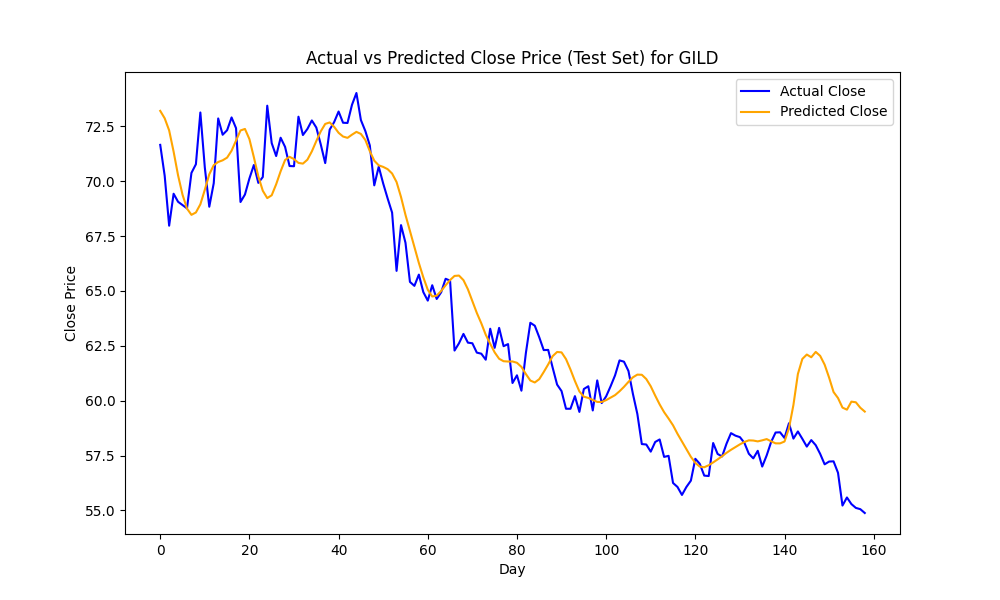 Actual vs Predicted Close Price (Test Set) for GILD
Actual Close
Predicted Close
Close Price
72.5
70.0
67.5
65.0
62.5
60.0
57.5
55.0
0 20 40 60 80 100 120 140 160
Day